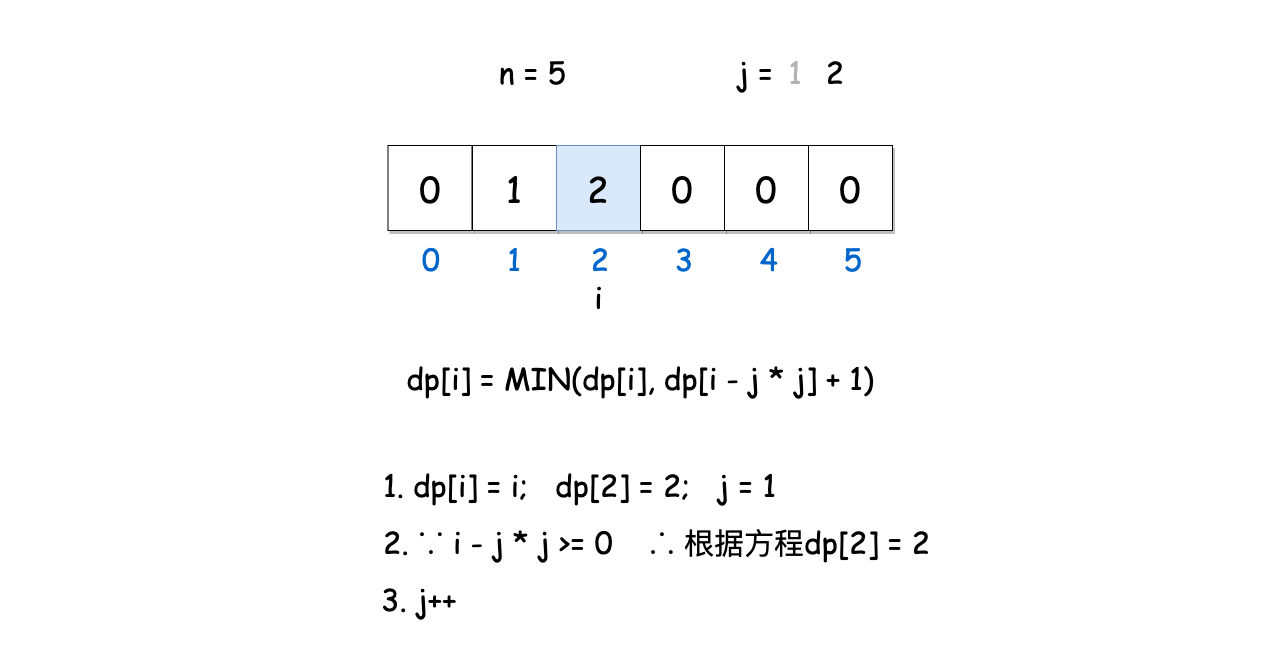 n = 5 j = 1 2
0 1 2 0 0 0
0 1 2 3 4 5
i
dp[i] = MIN(dp[i], dp[i - j * j] + 1)
1. dp[i] = i; dp[2] = 2; j = 1
2. ∵ i - j * j >= 0 ∴ 根据方程dp[2] = 2
3. j++